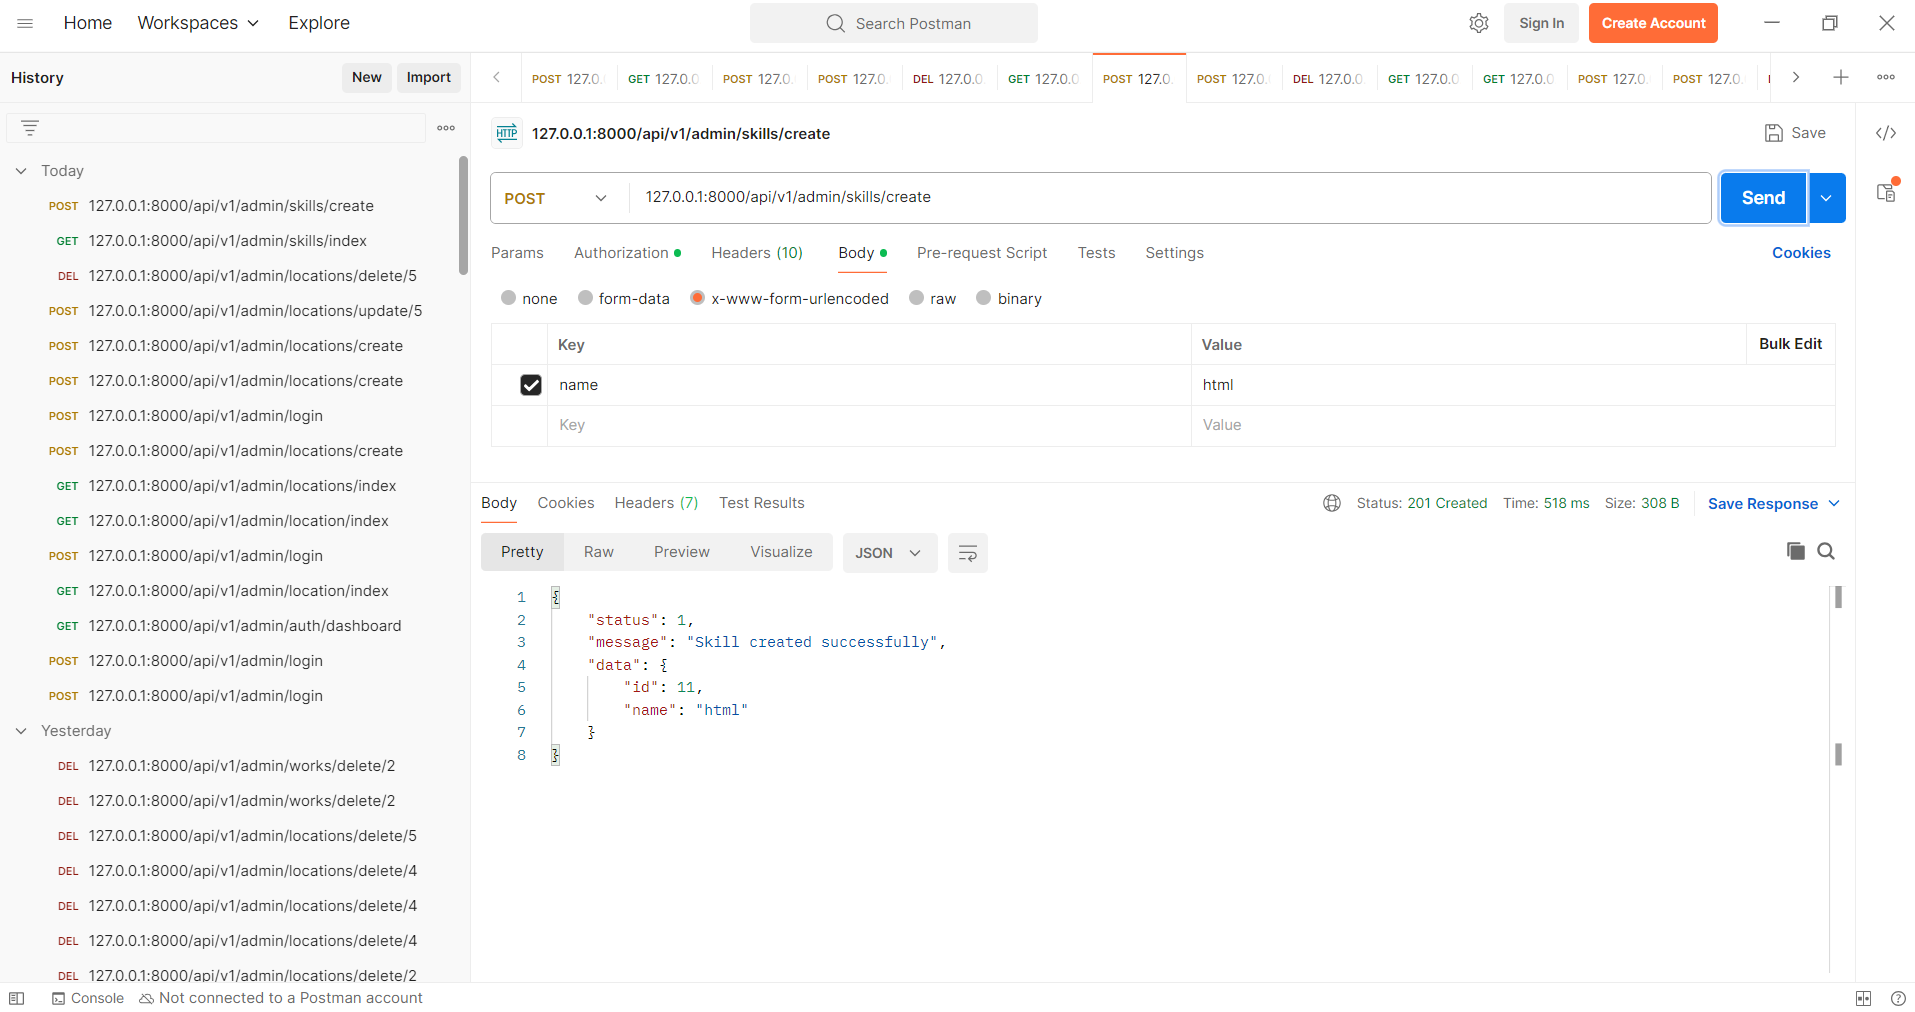 Home Workspaces Explore Search Postman Sign In Create Account
History New Import
POST 127.0. GET 127.0.0 POST 127.0. POST 127.0. DEL 127.0.0. GET 127.0.0 POST 127.0. POST 127.0. DEL 127.0.0. GET 127.0.0 GET 127.0.0 POST 127.0. POST 127.0.
Today
POST 127.0.0.1:8000/api/v1/admin/skills/create
GET 127.0.0.1:8000/api/v1/admin/skills/index
DEL 127.0.0.1:8000/api/v1/admin/locations/delete/5
POST 127.0.0.1:8000/api/v1/admin/locations/update/5
POST 127.0.0.1:8000/api/v1/admin/locations/create
POST 127.0.0.1:8000/api/v1/admin/locations/create
POST 127.0.0.1:8000/api/v1/admin/login
POST 127.0.0.1:8000/api/v1/admin/locations/create
GET 127.0.0.1:8000/api/v1/admin/locations/index
GET 127.0.0.1:8000/api/v1/admin/location/index
POST 127.0.0.1:8000/api/v1/admin/login
GET 127.0.0.1:8000/api/v1/admin/location/index
GET 127.0.0.1:8000/api/v1/admin/auth/dashboard
POST 127.0.0.1:8000/api/v1/admin/login
POST 127.0.0.1:8000/api/v1/admin/login
Yesterday
DEL 127.0.0.1:8000/api/v1/admin/works/delete/2
DEL 127.0.0.1:8000/api/v1/admin/works/delete/2
DEL 127.0.0.1:8000/api/v1/admin/locations/delete/5
DEL 127.0.0.1:8000/api/v1/admin/locations/delete/4
DEL 127.0.0.1:8000/api/v1/admin/locations/delete/4
DEL 127.0.0.1:8000/api/v1/admin/locations/delete/4
DEL 127.0.0.1:8000/api/v1/admin/locations/delete/2
HTTP 127.0.0.1:8000/api/v1/admin/skills/create Save
POST 127.0.0.1:8000/api/v1/admin/skills/create Send
Params Authorization Headers (10) Body Pre-request Script Tests Settings Cookies
none form-data x-www-form-urlencoded raw binary
Key Value Bulk Edit
name html
Key Value
Body Cookies Headers (7) Test Results Status: 201 Created Time: 518 ms Size: 308 B Save Response
Pretty Raw Preview Visualize JSON
1 {
2 "status": 1,
3 "message": "Skill created successfully",
4 "data": {
5 "id": 11,
6 "name": "html"
7 }
8 }
Console Not connected to a Postman account